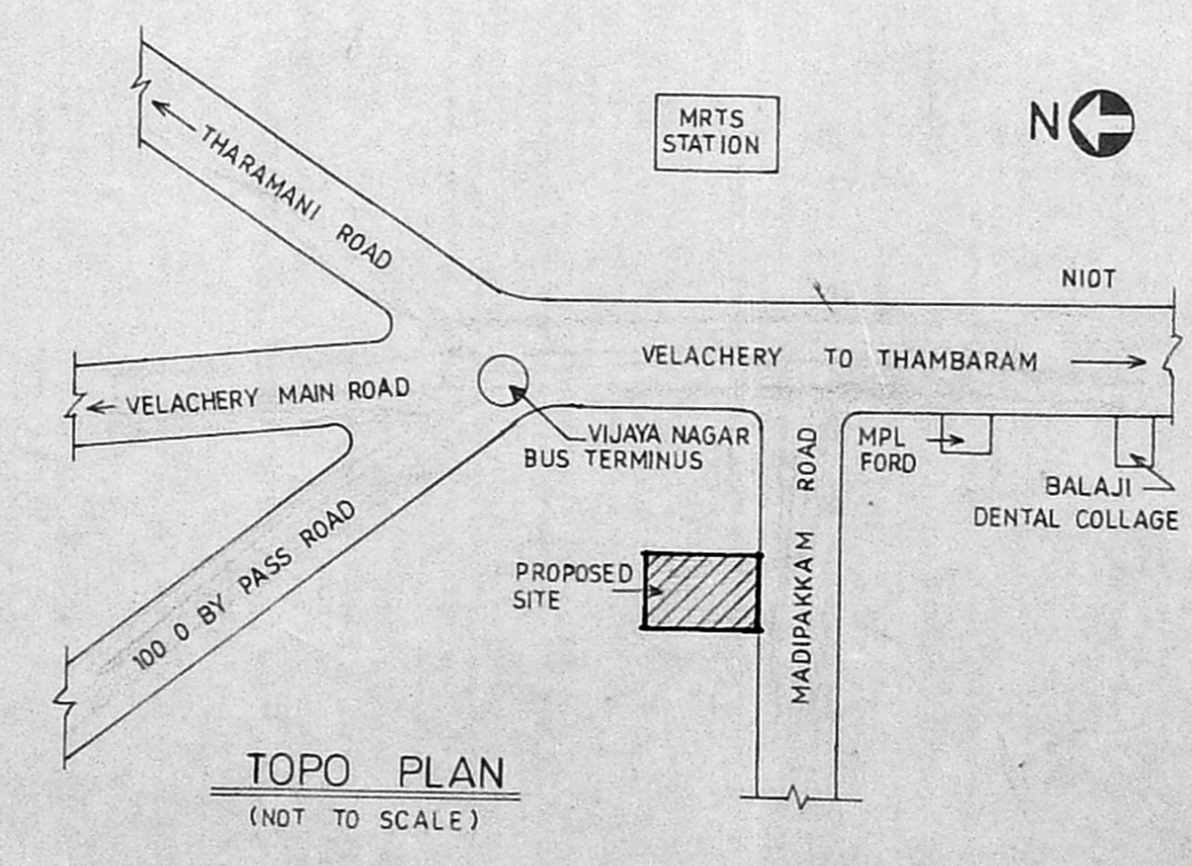 MRTS
STATION
N
THARAMANI ROAD
NIOT
VELACHERY TO THAMBARAM
VELACHERY MAIN ROAD
VIJAYA NAGAR
BUS TERMINUS
MPL
FORD
BALAJI
DENTAL COLLAGE
MADIPAKKAM ROAD
PROPOSED
SITE
100 0 BY PASS ROAD
TOPO PLAN
(NOT TO SCALE)